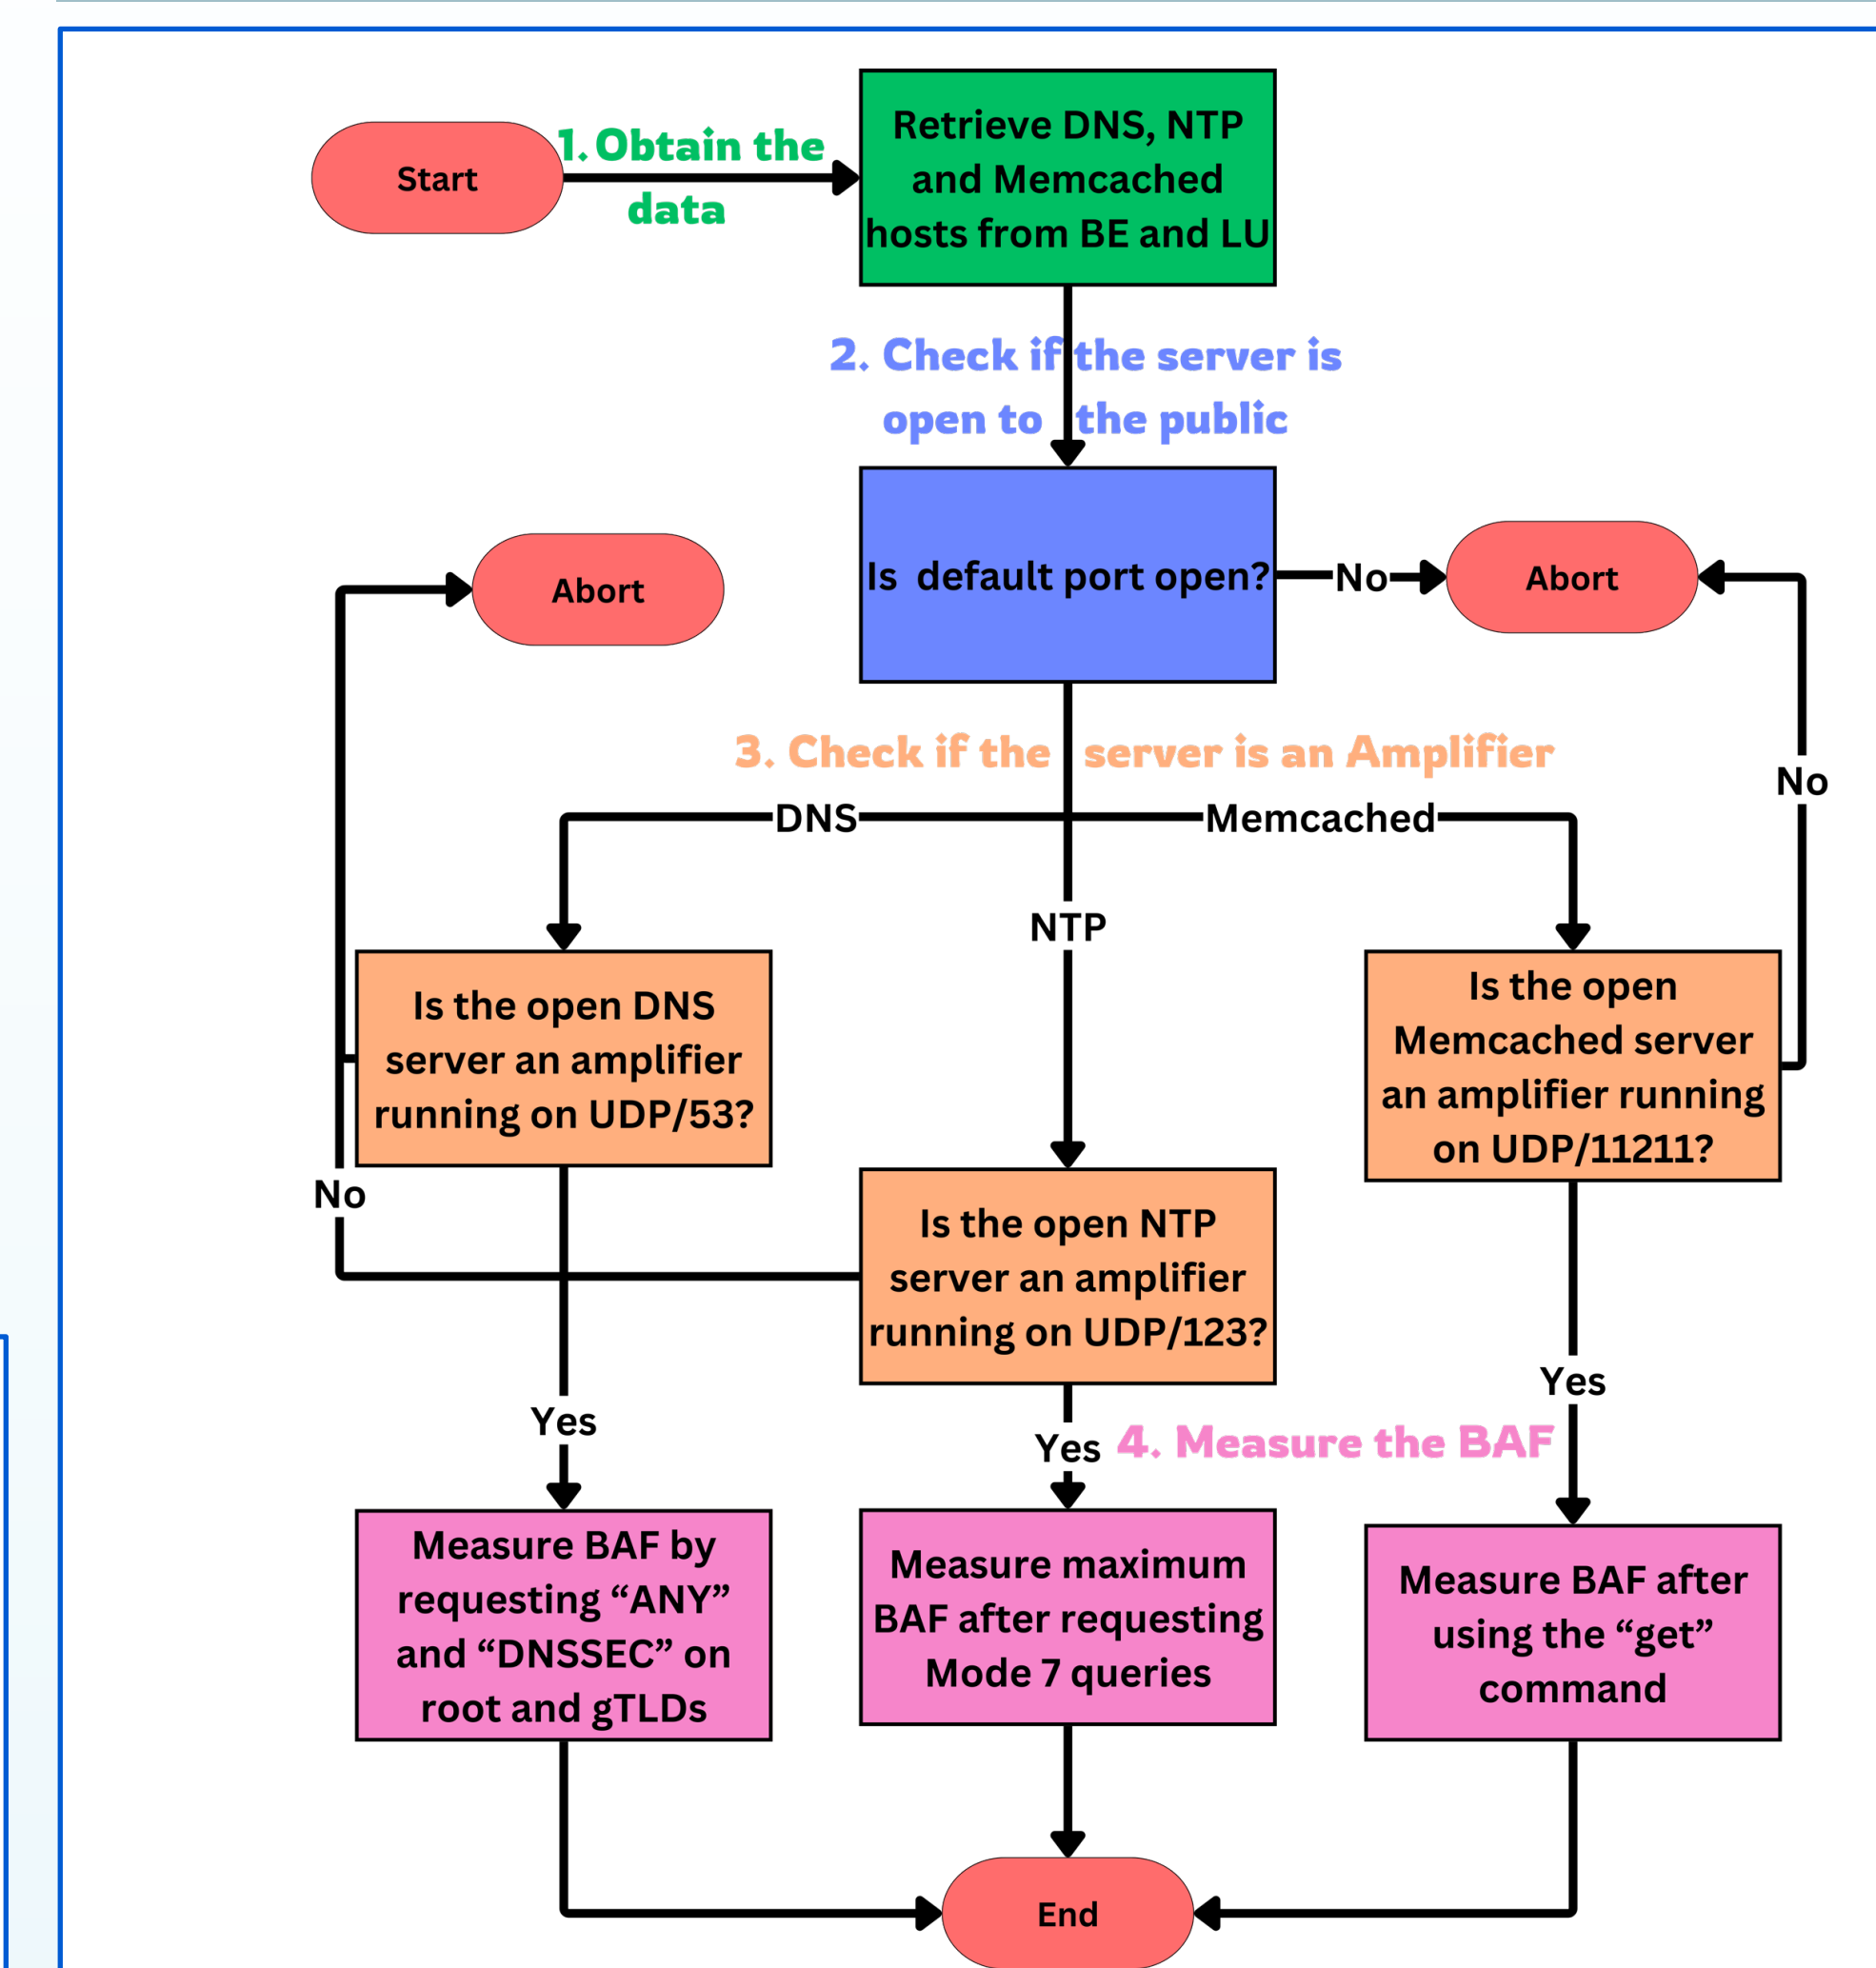 Start
1. Obtain the
data
Retrieve DNS, NTP
and Memcached
hosts from BE and LU
2. Check if the server is
open to the public
Is default port open?
No
Abort
Abort
3. Check if the server is an Amplifier
No
DNS
Memcached
NTP
Is the open DNS
server an amplifier
running on UDP/53?
Is the open
Memcached server
an amplifier running
on UDP/11211?
No
Is the open NTP
server an amplifier
running on UDP/123?
Yes
Yes
Yes
4. Measure the BAF
Measure BAF by
requesting “ANY”
and “DNSSEC” on
root and gTLDs
Measure maximum
BAF after requesting
Mode 7 queries
Measure BAF after
using the “get”
command
End